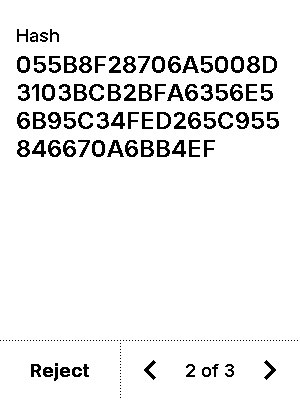 Hash
055B8F28706A5008D
3103BCB2BFA6356E5
6B95C34FED265C955
846670A6BB4EF
Reject
2 of 3